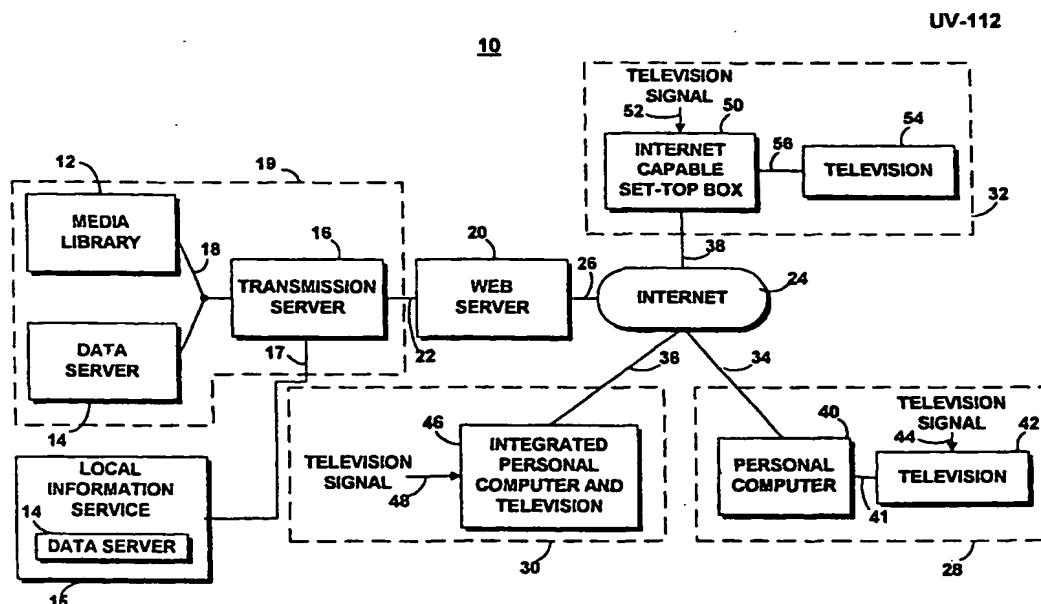 UV-112
10
TELEVISION
SIGNAL
52
50
54
INTERNET
CAPABLE
SET-TOP BOX
56
TELEVISION
32
38
12
19
MEDIA
LIBRARY
18
16
TRANSMISSION
SERVER
20
WEB
SERVER
26
INTERNET
24
DATA
SERVER
17
22
14
36
34
46
INTEGRATED
PERSONAL
COMPUTER AND
TELEVISION
TELEVISION
SIGNAL
48
30
40
TELEVISION
SIGNAL
44
42
PERSONAL
COMPUTER
TELEVISION
41
28
LOCAL
INFORMATION
SERVICE
14
DATA SERVER
15